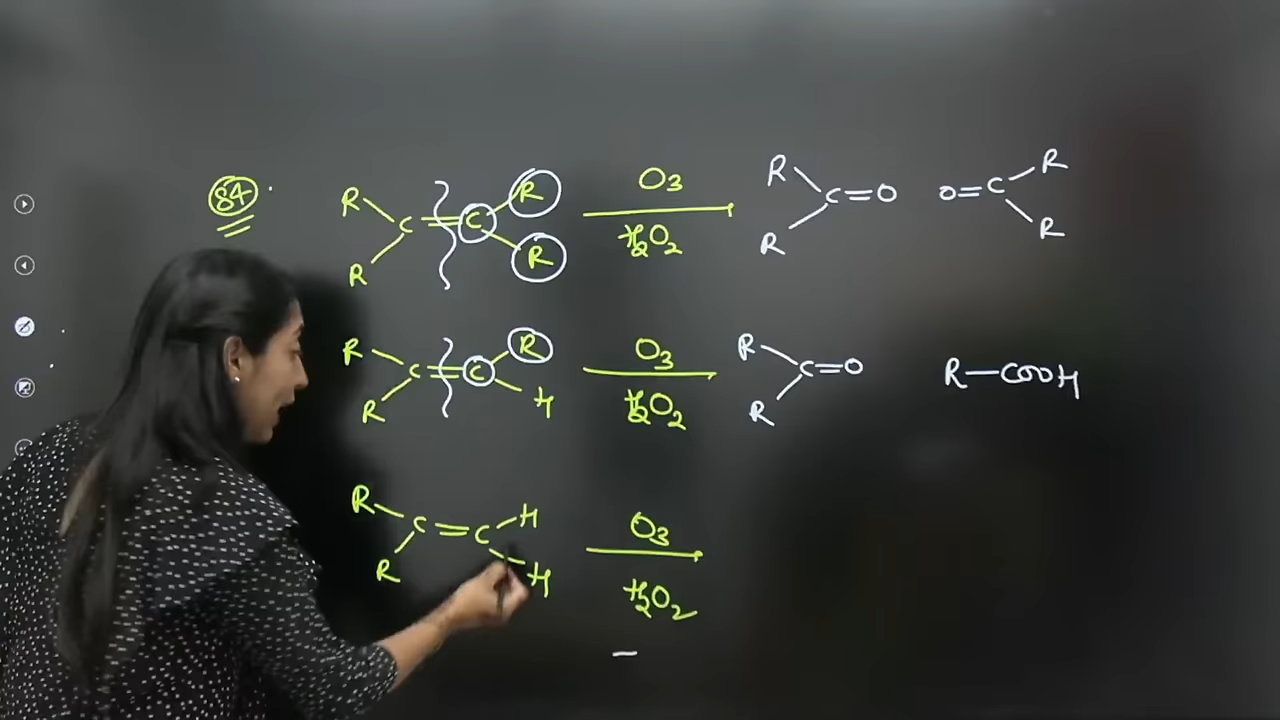 84
R R C = C R R O3 H2O2 R R C=O O=C R R
R R C = C R H O3 H2O2 R R C=O R-COOH
R R C = C H H O3 H2O2